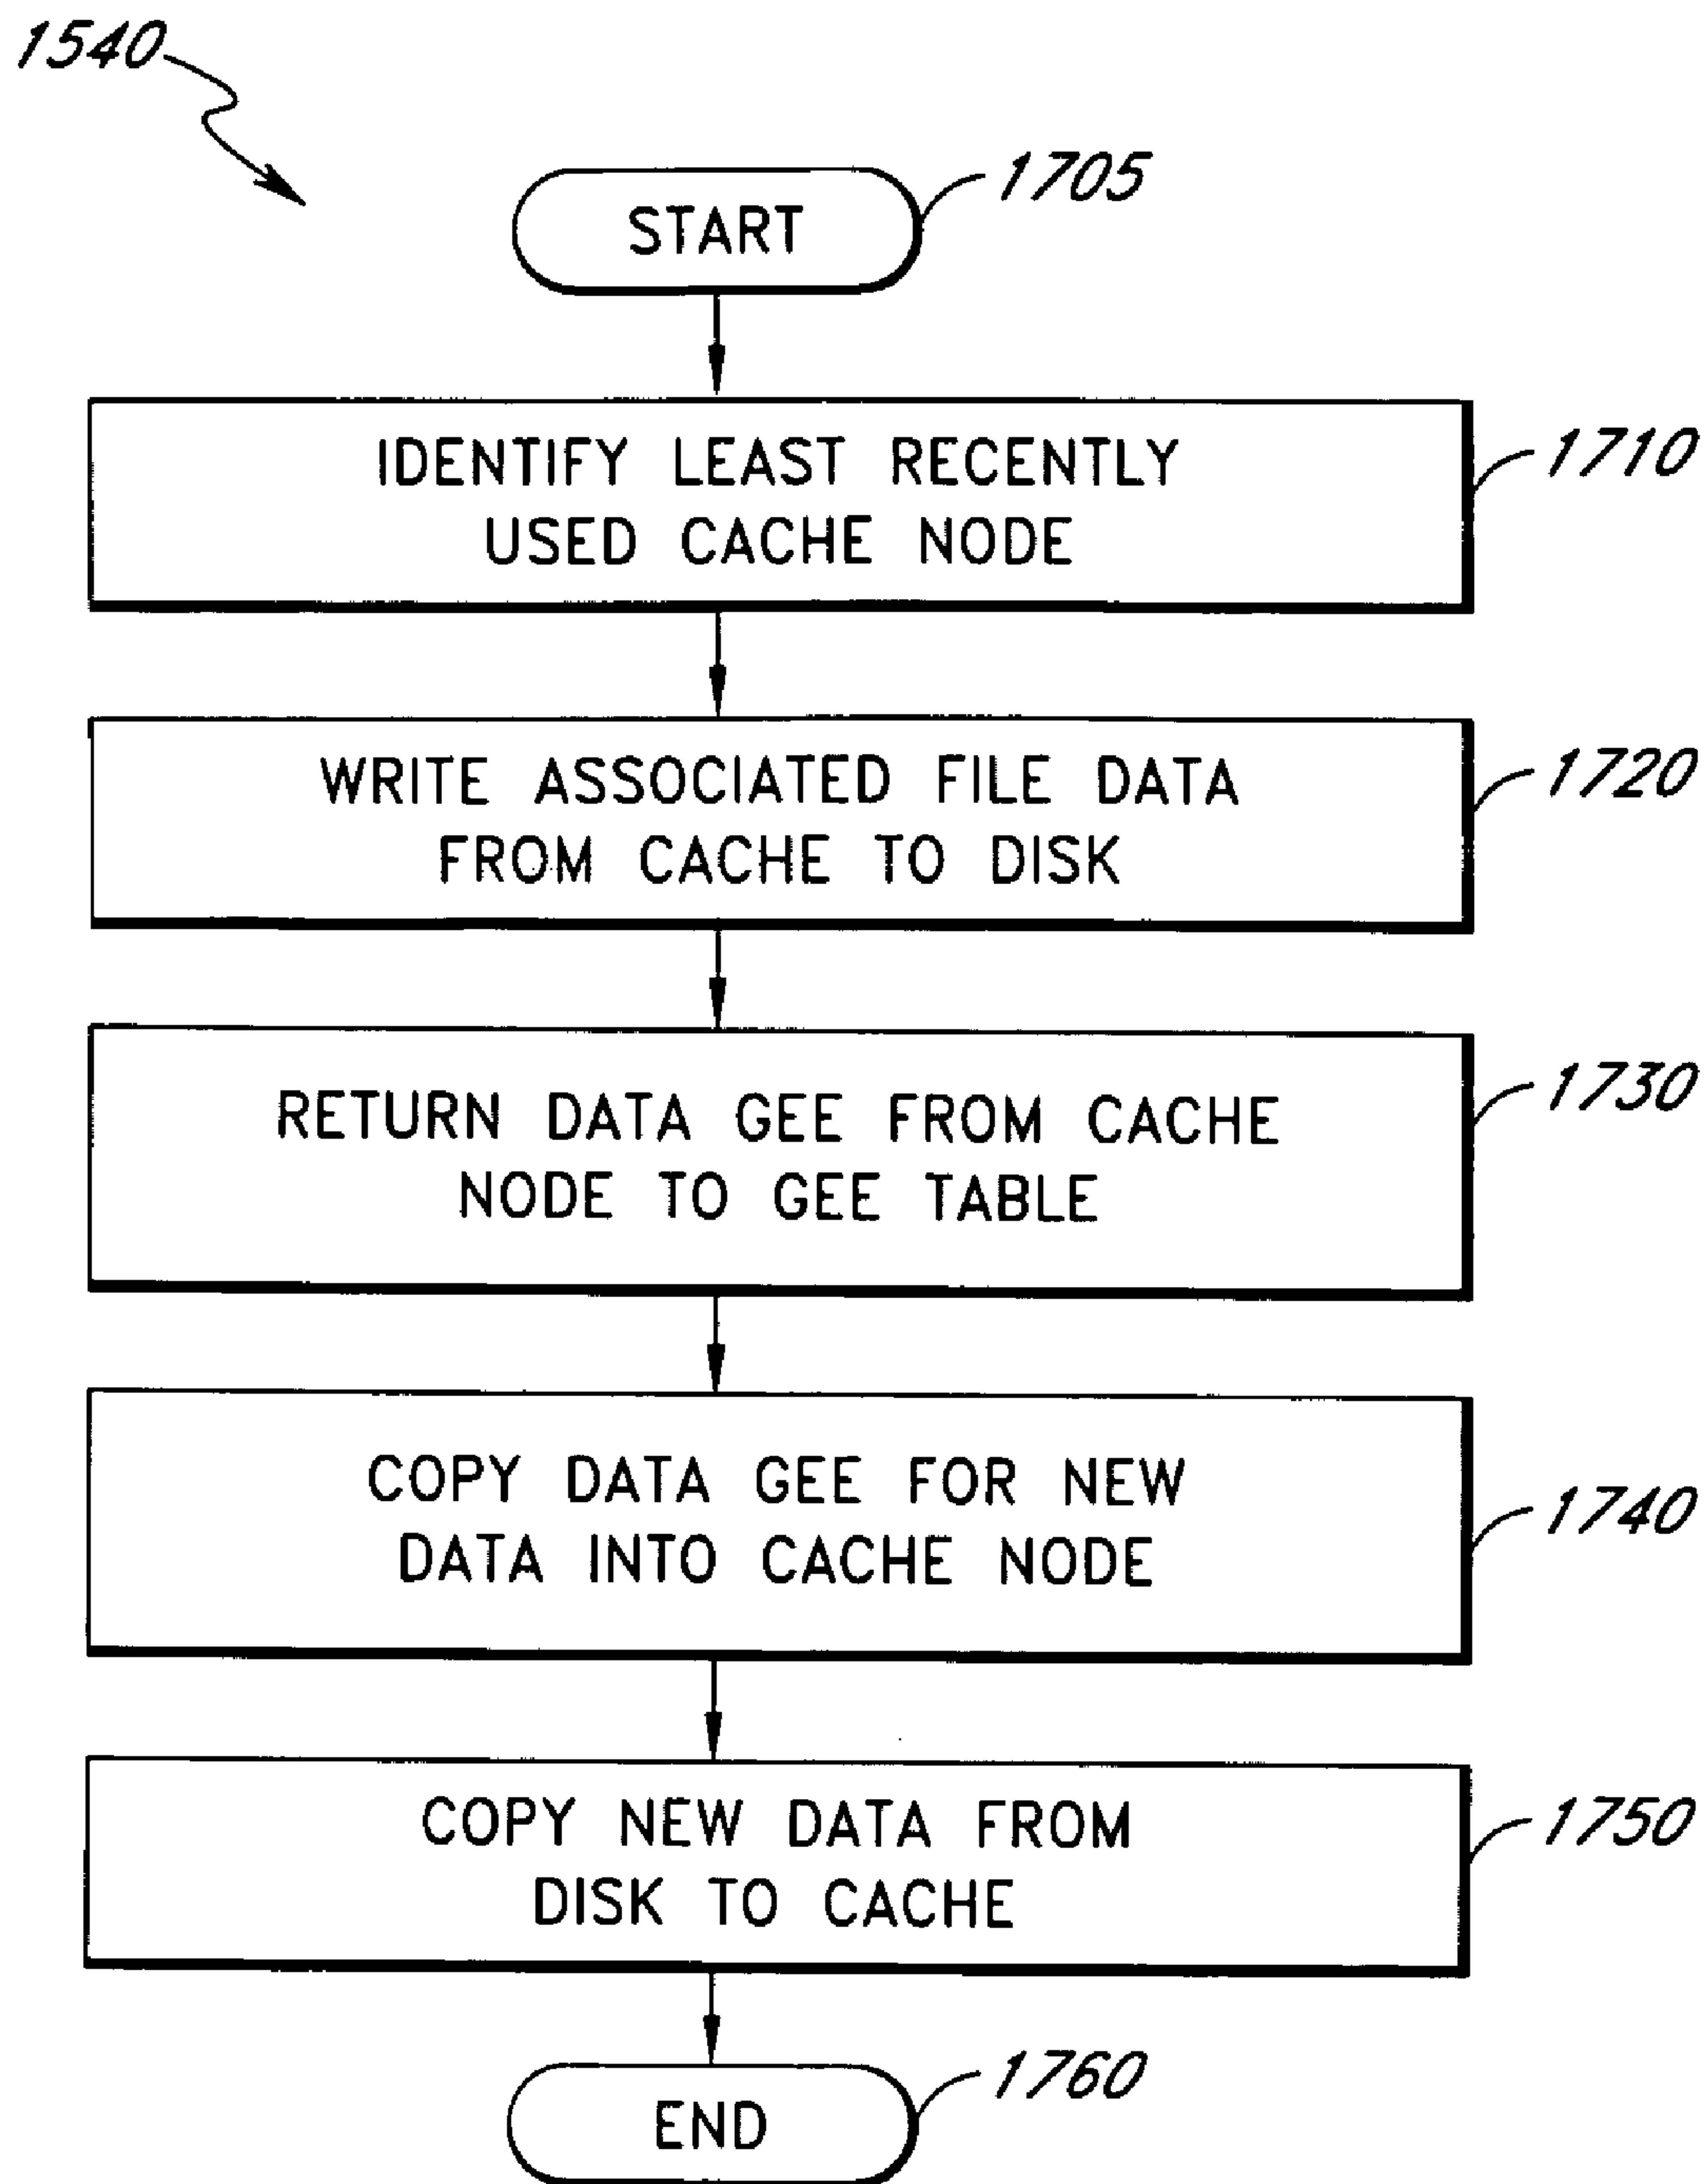 1540
START
1705
IDENTIFY LEAST RECENTLY
USED CACHE NODE
1710
WRITE ASSOCIATED FILE DATA
FROM CACHE TO DISK
1720
RETURN DATA GEE FROM CACHE
NODE TO GEE TABLE
1730
COPY DATA GEE FOR NEW
DATA INTO CACHE NODE
1740
COPY NEW DATA FROM
DISK TO CACHE
1750
END
1760